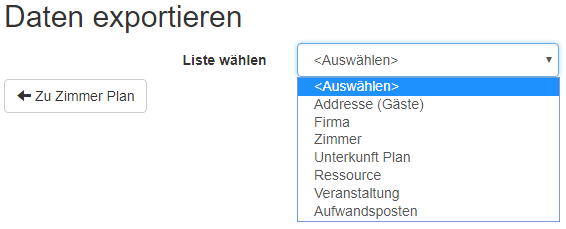 Daten exportieren
Liste wählen
<Auswählen>
Zu Zimmer Plan
<Auswählen>
Addresse (Gäste)
Firma
Zimmer
Unterkunft Plan
Ressource
Veranstaltung
Aufwandsposten